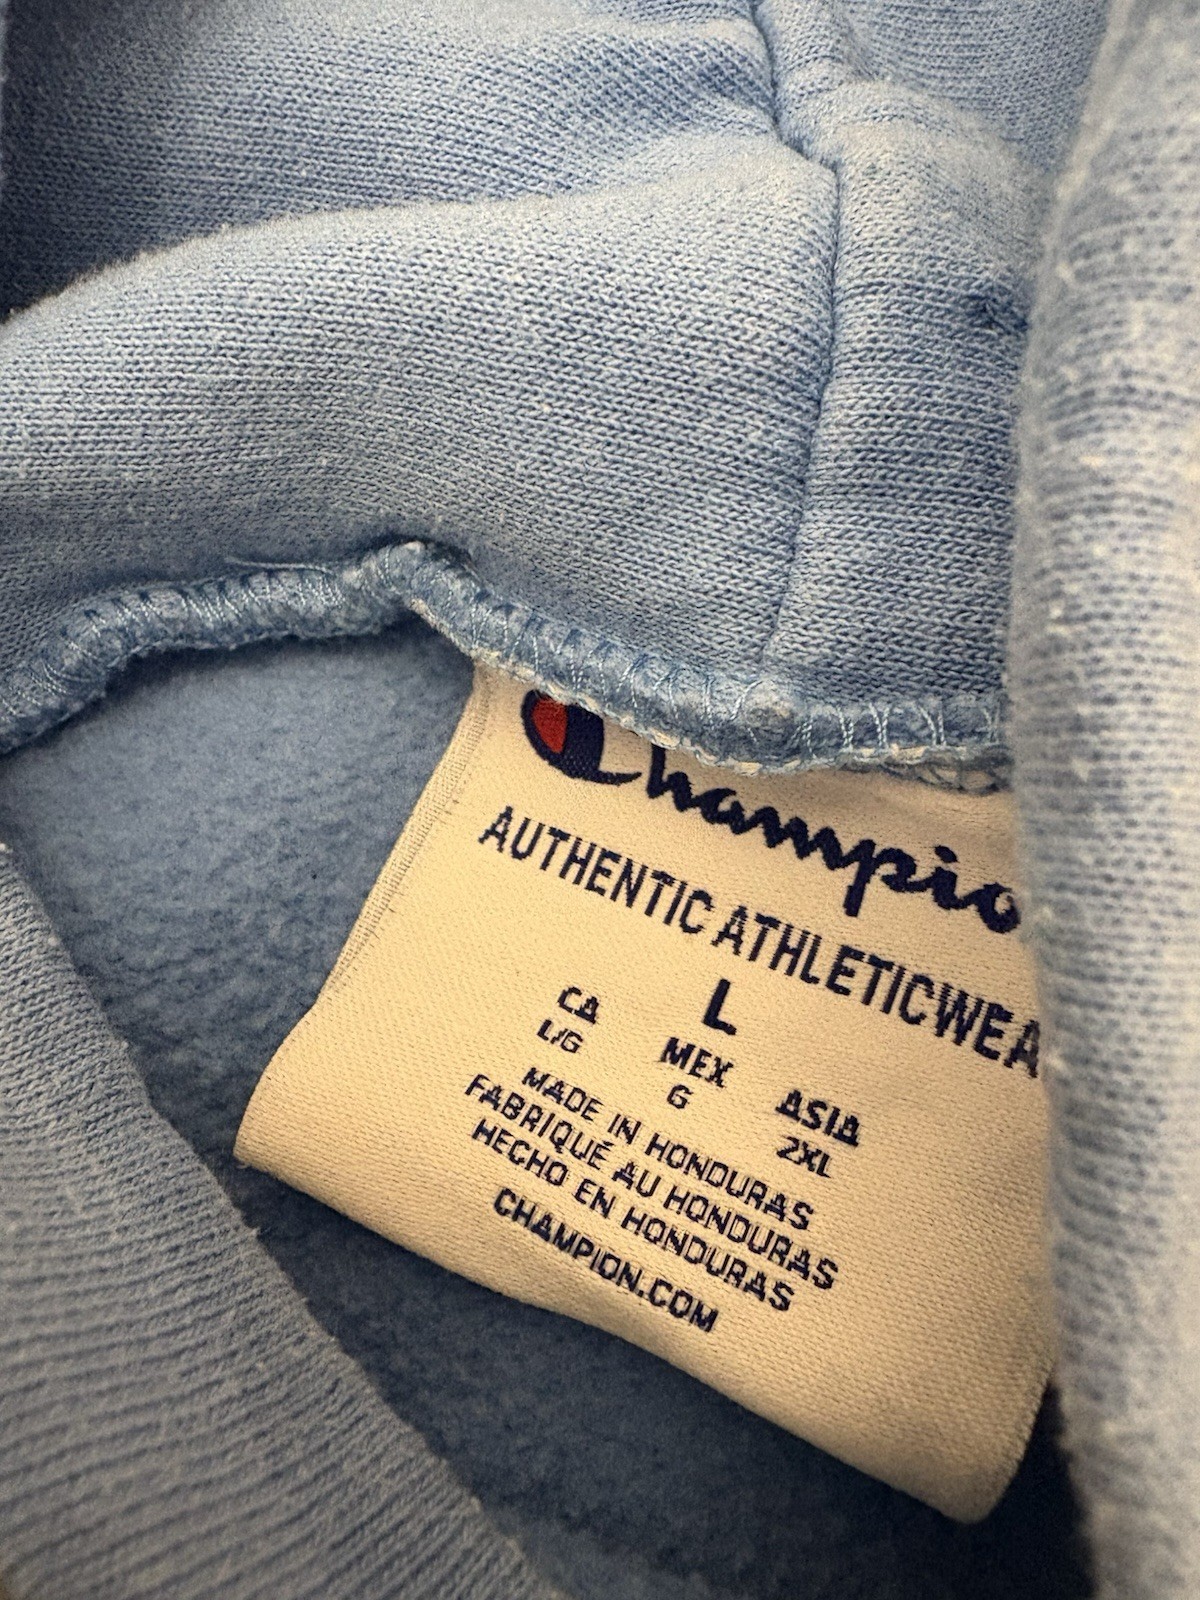 Champio
AUTHENTIC ATHLETICWEA
L
CA MEX ASIA
L/G G 2XL
MADE IN HONDURAS
FABRIQUÉ AU HONDURAS
HECHO EN HONDURAS
CHAMPION.COM